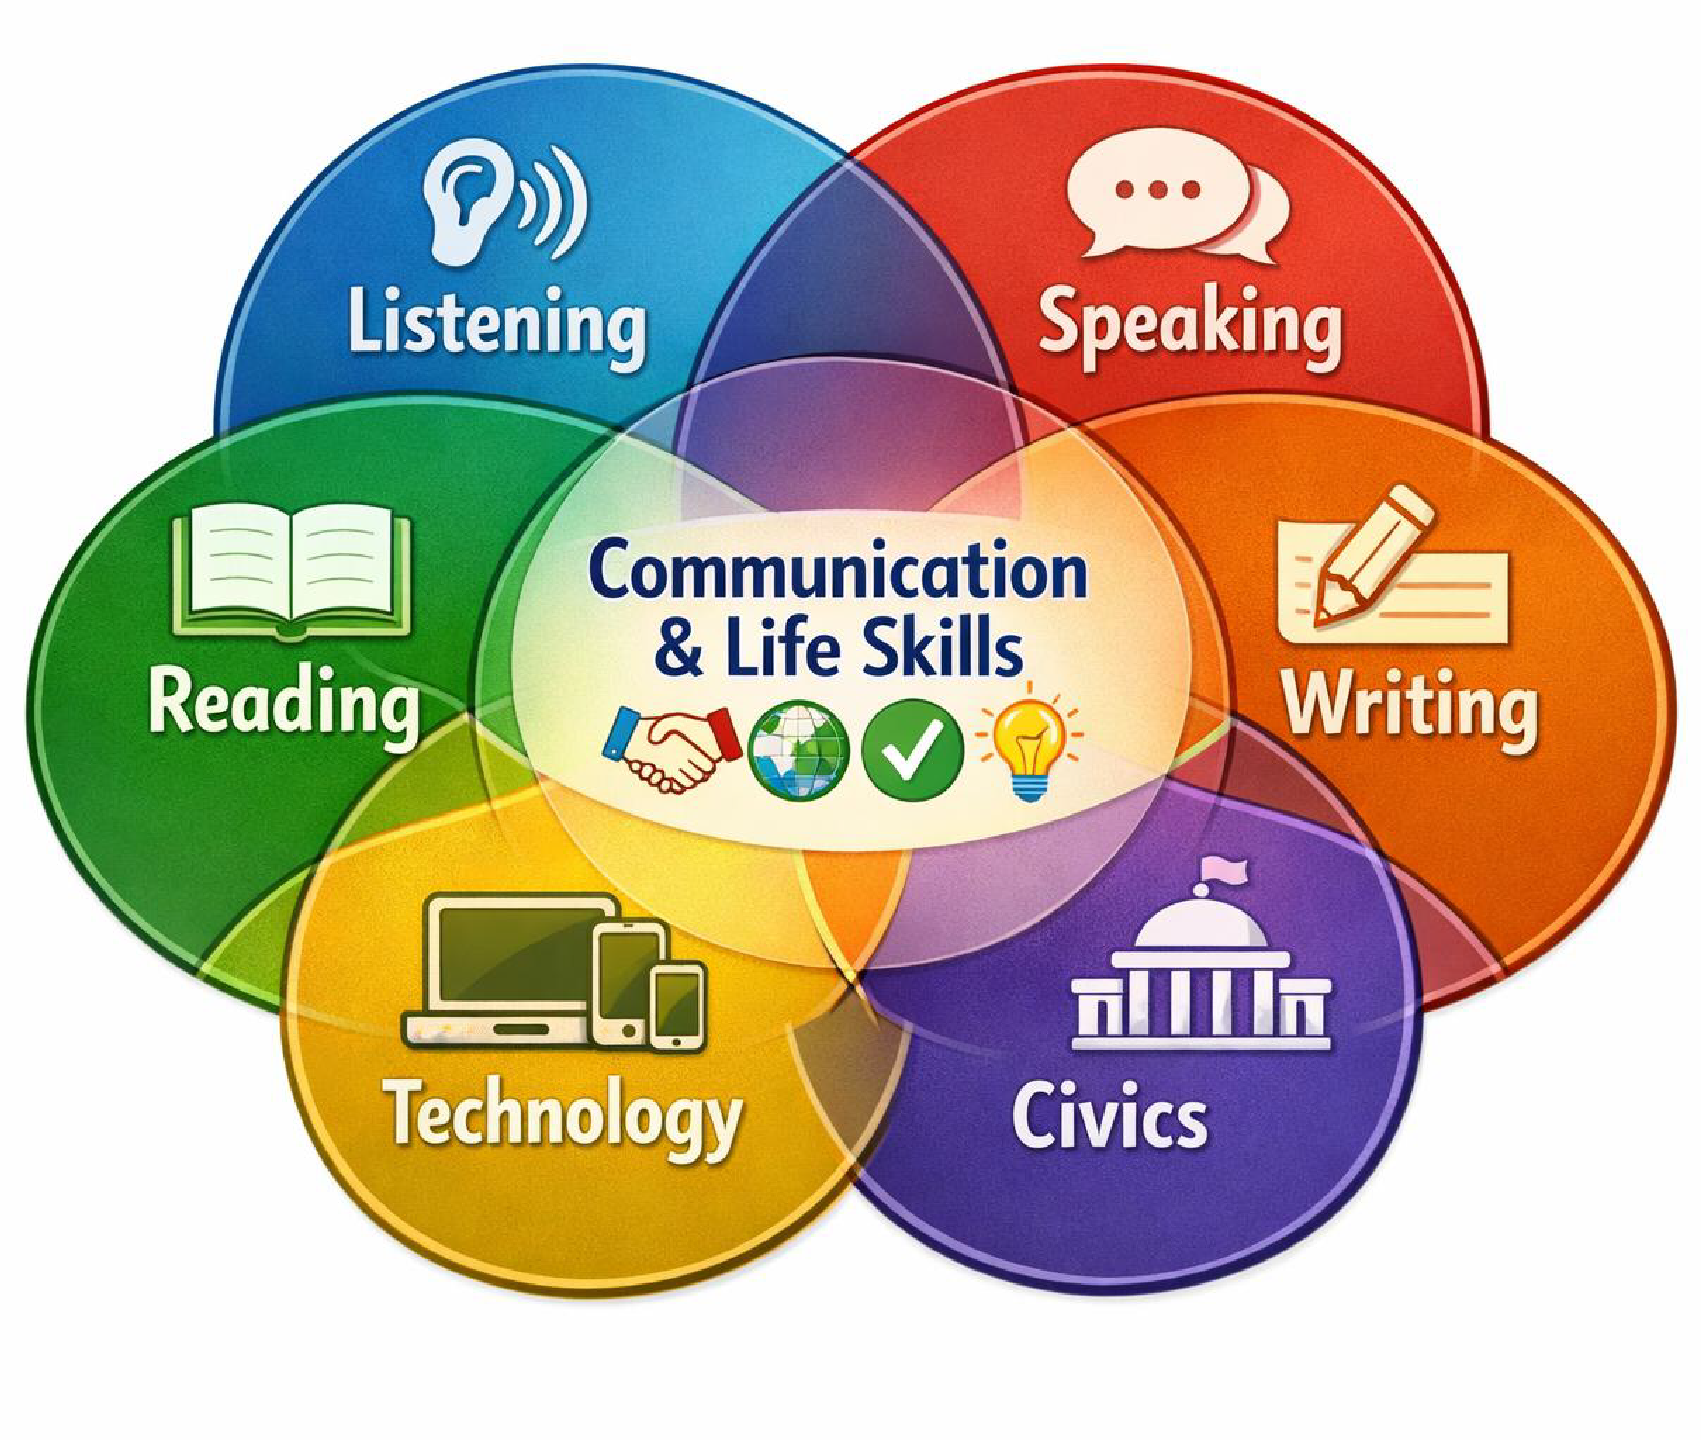 Listening
Speaking
Communication
& Life Skills
Reading
Writing
Technology
Civics